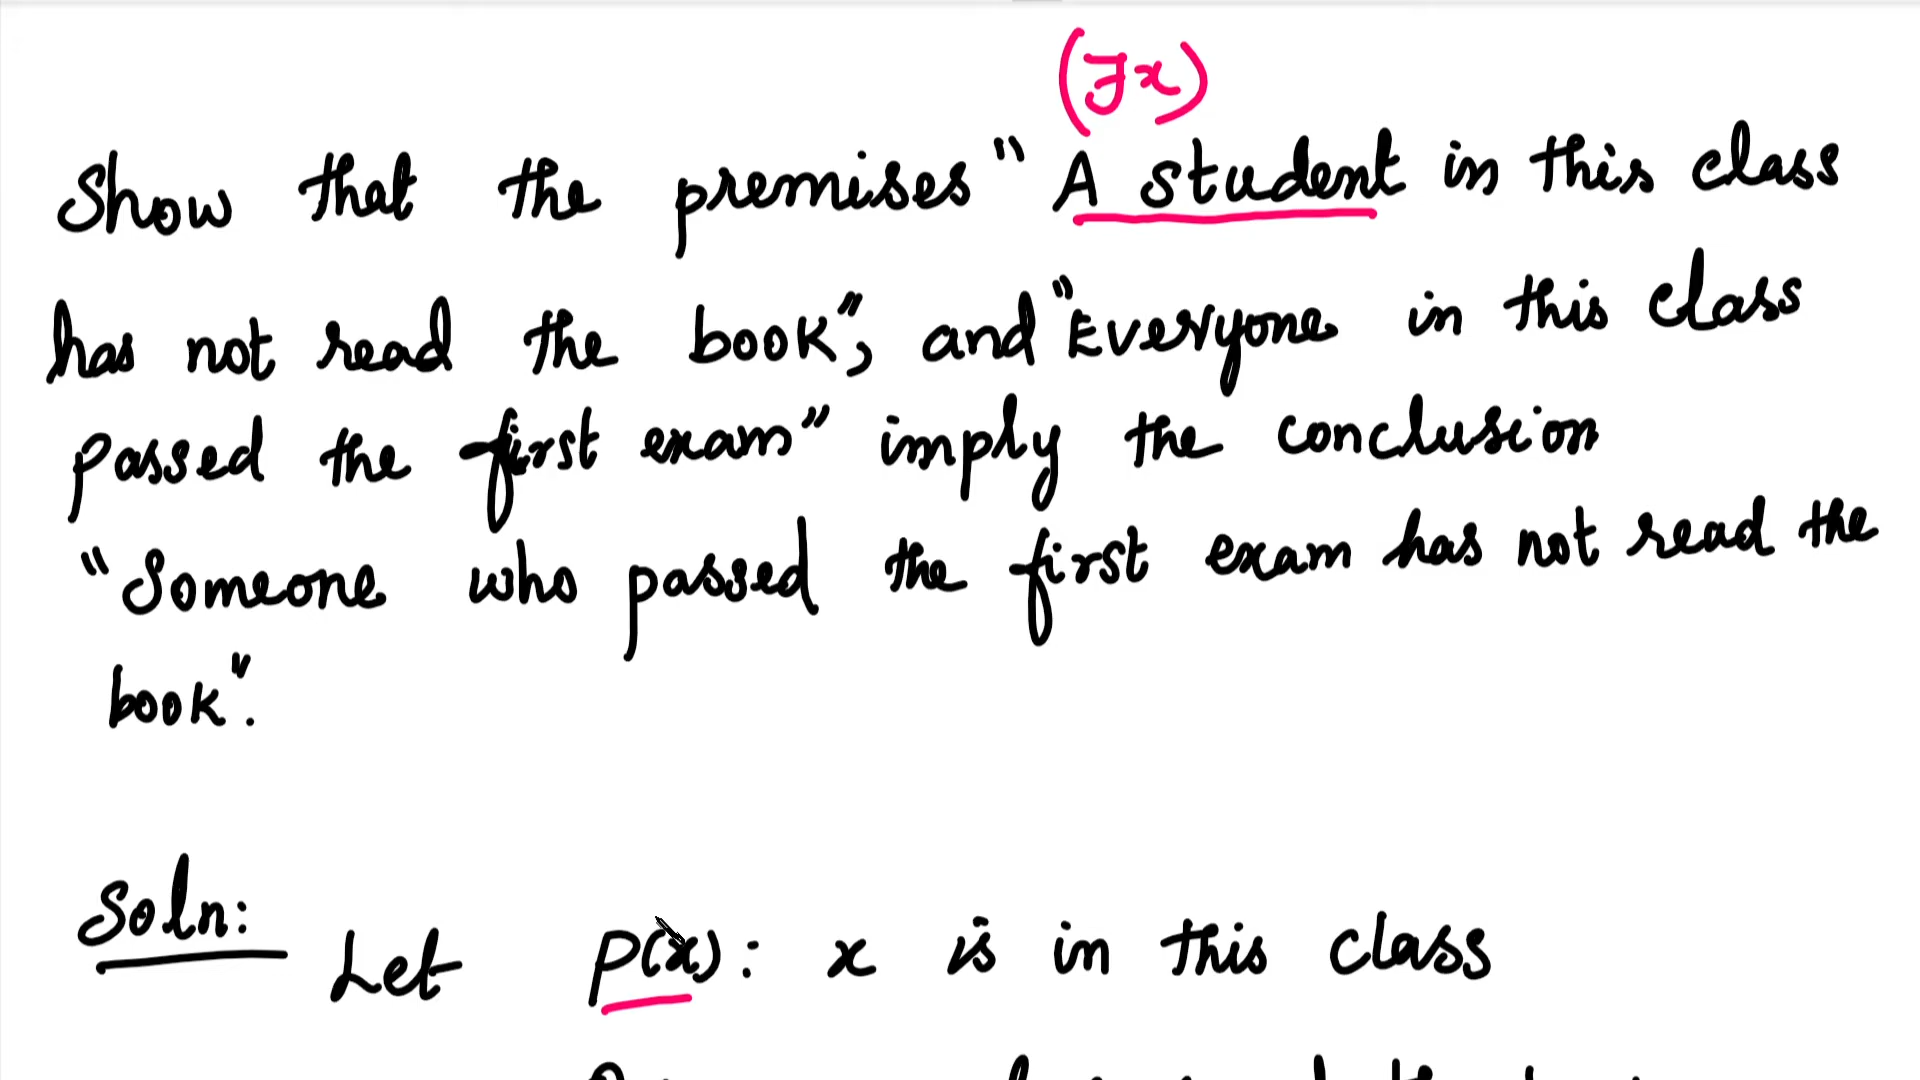 (∃x)
Show that the premises " A student in this class
has not read the book", and "Everyone in this class
passed the first exam" imply the conclusion
"Someone who passed the first exam has not read the
book".
Soln:
Let P(x): x is in this class